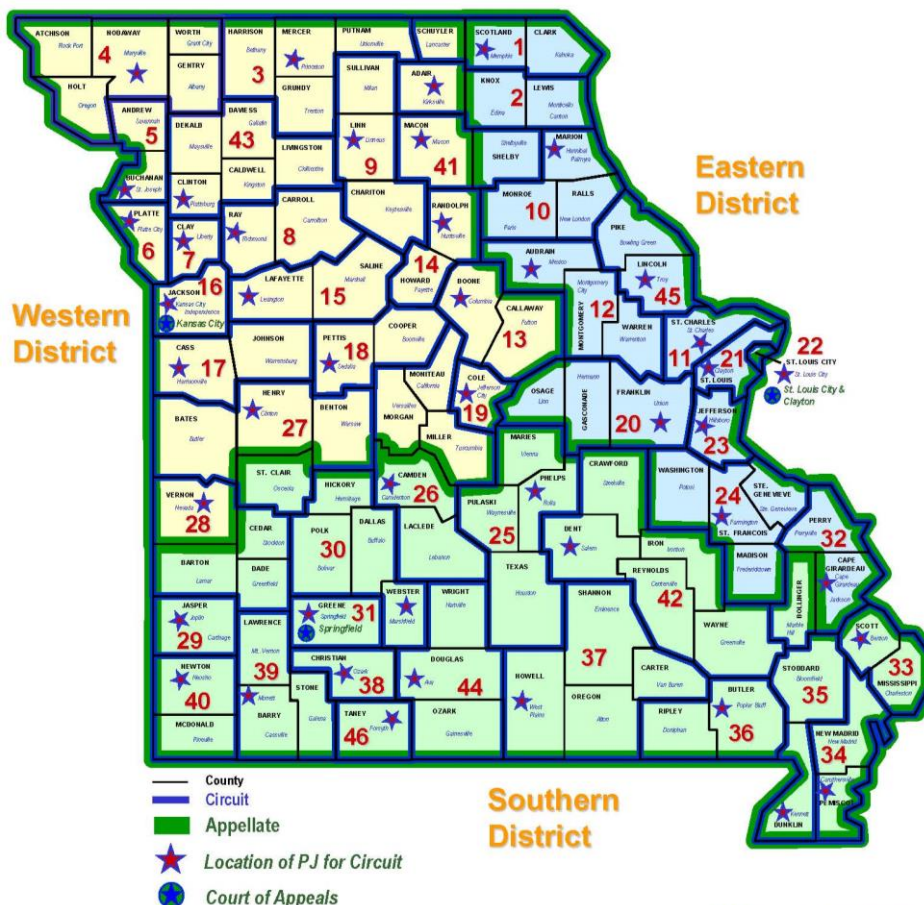 ATCHISON
Rock Port
NODAWAY
Maryville
4
WORTH
Grant City
HARRISON
Bethany
3
MERCER
Princeton
PUTNAM
Unionville
SCHUYLER
Lancaster
SCOTLAND
Memphis
1
CLARK
Kahoka
HOLT
Oregon
GENTRY
Albany
GRUNDY
Trenton
SULLIVAN
Milan
ADAIR
Kirksville
KNOX
Edina
2
LEWIS
Monticello
Canton
ANDREW
Savannah
5
DEKALB
Maysville
DAVIESS
Gallatin
43
LIVINGSTON
Chillicothe
LINN
Linneus
9
MACON
Macon
41
SHELBY
Shelbyville
MARION
Hannibal
Palmyra
BUCHANAN
St. Joseph
CLINTON
Plattsburg
CALDWELL
Kingston
CARROLL
Carrollton
8
CHARITON
Keytesville
RANDOLPH
Huntsville
MONROE
Paris
10
RALLS
New London
PIKE
Bowling Green
Eastern
District
PLATTE
Platte City
6
CLAY
Liberty
7
RAY
Richmond
AUDRAIN
Mexico
LINCOLN
Troy
45
Western
District
JACKSON
Kansas City
Independence
16
Kansas City
LAFAYETTE
Lexington
SALINE
Marshall
15
14
HOWARD
Fayette
BOONE
Columbia
CALLAWAY
Fulton
13
Montgomery City
MONTGOMERY
12
WARREN
Warrenton
ST. CHARLES
St. Charles
11
21
Clayton
ST. LOUIS
22
ST. LOUIS CITY
St. Louis City
St. Louis City &
Clayton
CASS
Harrisonville
17
JOHNSON
Warrensburg
PETTIS
Sedalia
18
COOPER
Boonville
MONITEAU
California
COLE
Jefferson City
19
OSAGE
Linn
GASCONADE
Hermann
FRANKLIN
Union
20
JEFFERSON
Hillsboro
23
BATES
Butler
HENRY
Clinton
27
BENTON
Warsaw
MORGAN
Versailles
MILLER
Tuscumbia
MARIES
Vienna
CRAWFORD
Steelville
WASHINGTON
Potosi
STE. GENEVIEVE
Ste. Genevieve
24
Farmington
ST. FRANCOIS
VERNON
Nevada
28
ST. CLAIR
Osceola
HICKORY
Hermitage
CAMDEN
Camdenton
26
PULASKI
Waynesville
25
PHELPS
Rolla
DENT
Salem
IRON
Ironton
MADISON
Fredericktown
PERRY
Perryville
32
CEDAR
Stockton
POLK
Bolivar
30
DALLAS
Buffalo
LACLEDE
Lebanon
TEXAS
Houston
REYNOLDS
Centerville
42
BOLLINGER
Marble Hill
CAPE GIRARDEAU
Cape Girardeau
Jackson
BARTON
Lamar
DADE
Greenfield
GREENE
Springfield
31
Springfield
WEBSTER
Marshfield
WRIGHT
Hartville
SHANNON
Eminence
WAYNE
Greenville
SCOTT
Benton
33
MISSISSIPPI
Charleston
JASPER
Joplin
29
Carthage
LAWRENCE
Mt. Vernon
39
CHRISTIAN
Ozark
38
DOUGLAS
Ava
44
HOWELL
West Plains
37
CARTER
Van Buren
STODDARD
Bloomfield
35
NEWTON
Neosho
40
Monett
BARRY
Cassville
STONE
Galena
TANEY
Forsyth
46
OZARK
Gainesville
OREGON
Alton
RIPLEY
Doniphan
BUTLER
Poplar Bluff
36
NEW MADRID
New Madrid
34
MCDONALD
Pineville
Caruthersville
PEMISCOT
Kennett
DUNKLIN
Southern
District
County
Circuit
Appellate
Location of PJ for Circuit
Court of Appeals